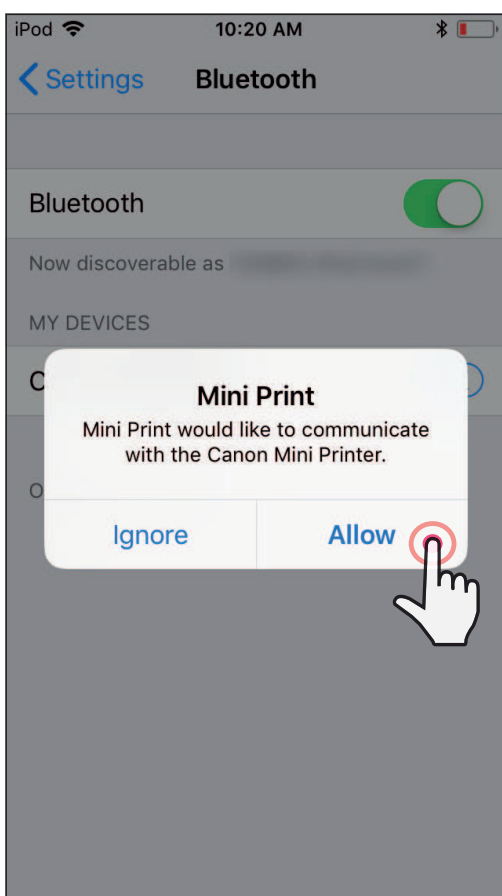 iPod 10:20 AM
Settings Bluetooth
Bluetooth
Now discoverable as
MY DEVICES
Mini Print
Mini Print would like to communicate
with the Canon Mini Printer.
Ignore Allow